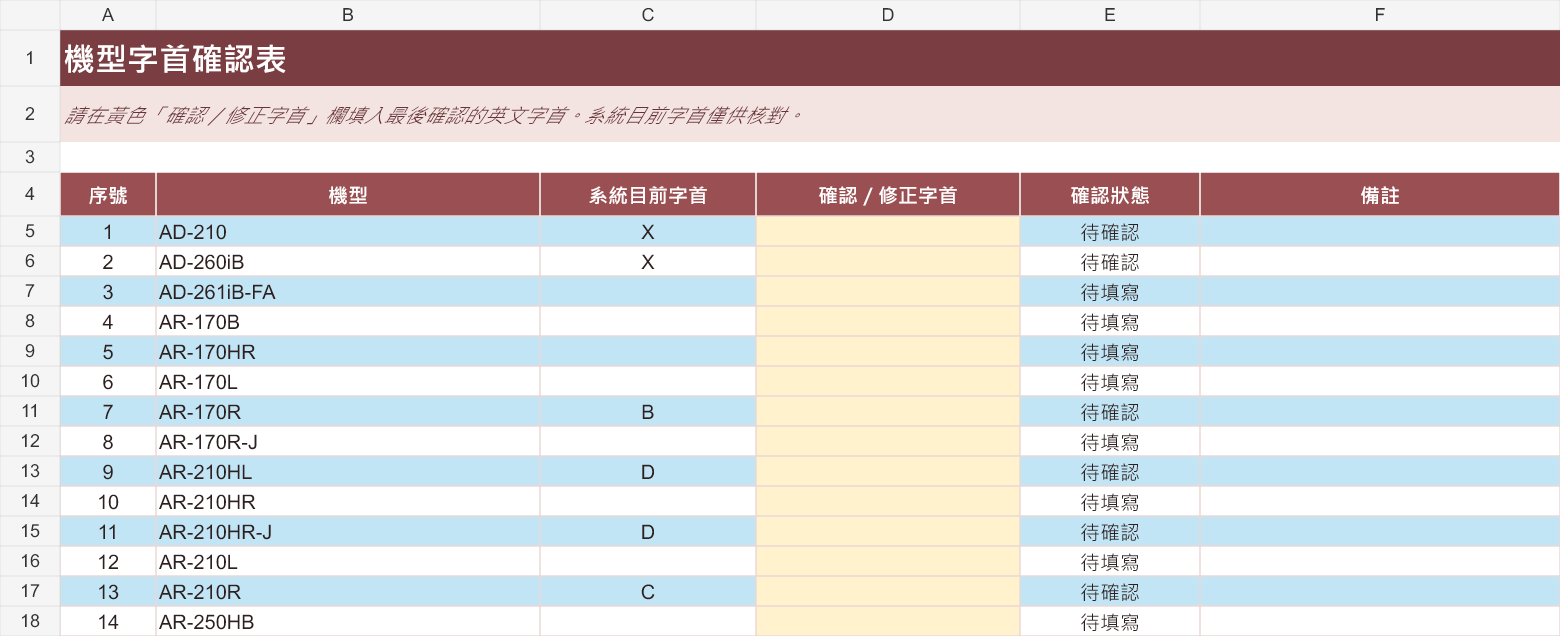 A B C D E F
1 機型字首確認表
2 請在黃色「確認 / 修正字首」欄填入最後確認的英文字首。系統目前字首僅供核對。
3
4 序號 機型 系統目前字首 確認 / 修正字首 確認狀態 備註
5 1 AD-210 X 待確認
6 2 AD-260iB X 待確認
7 3 AD-261iB-FA 待填寫
8 4 AR-170B 待填寫
9 5 AR-170HR 待填寫
10 6 AR-170L 待填寫
11 7 AR-170R B 待確認
12 8 AR-170R-J 待填寫
13 9 AR-210HL D 待確認
14 10 AR-210HR 待填寫
15 11 AR-210HR-J D 待確認
16 12 AR-210L 待填寫
17 13 AR-210R C 待確認
18 14 AR-250HB 待填寫